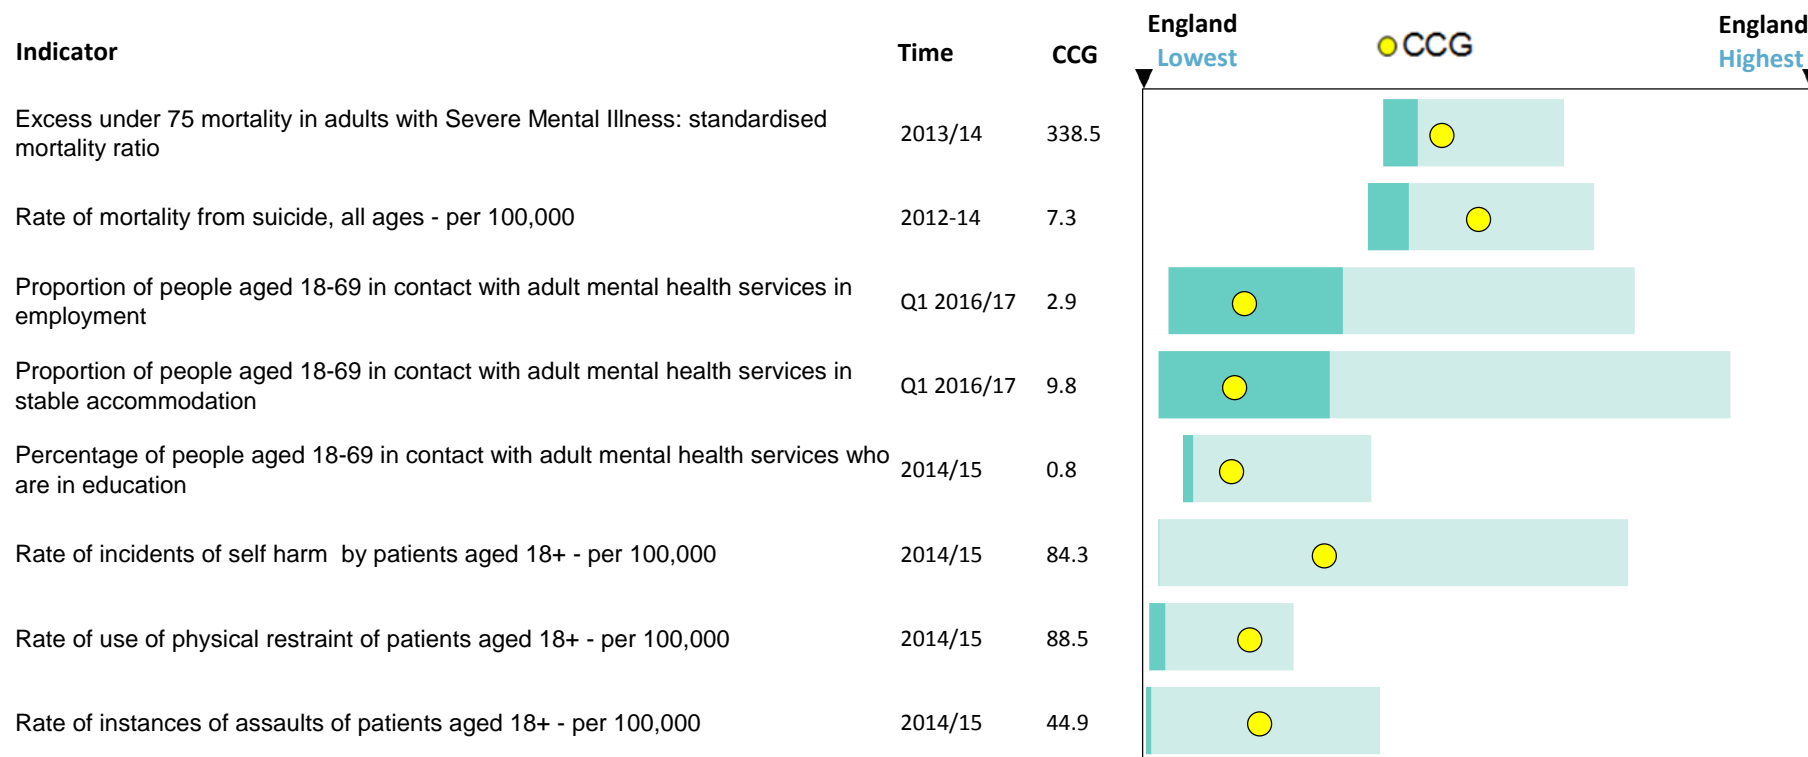 England England
Indicator Time CCG Lowest CCG Highest
Excess under 75 mortality in adults with Severe Mental Illness: standardised
mortality ratio
2013/14 338.5
Rate of mortality from suicide, all ages - per 100,000 2012-14 7.3
Proportion of people aged 18-69 in contact with adult mental health services in
employment
Q1 2016/17 2.9
Proportion of people aged 18-69 in contact with adult mental health services in
stable accommodation
Q1 2016/17 9.8
Percentage of people aged 18-69 in contact with adult mental health services who
are in education
2014/15 0.8
Rate of incidents of self harm  by patients aged 18+ - per 100,000 2014/15 84.3
Rate of use of physical restraint of patients aged 18+ - per 100,000 2014/15 88.5
Rate of instances of assaults of patients aged 18+ - per 100,000 2014/15 44.9